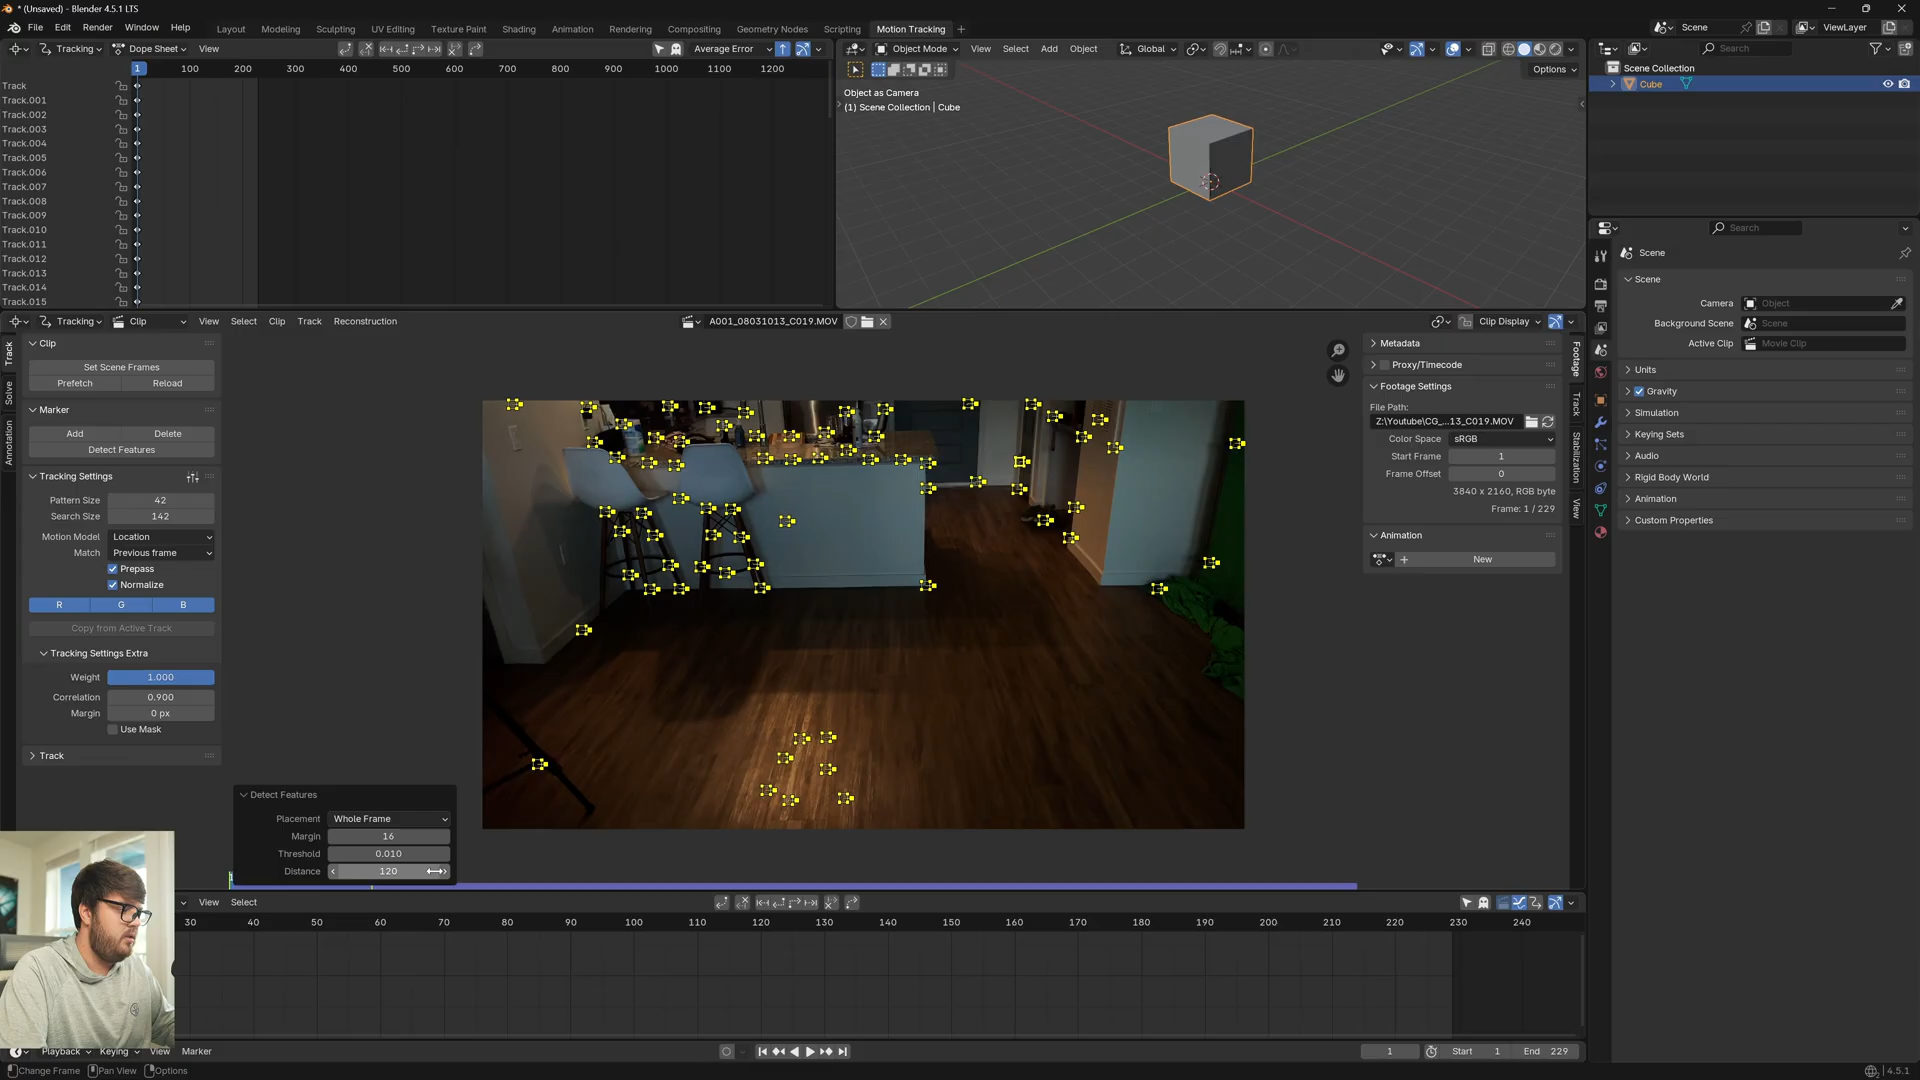 * (Unsaved) - Blender 4.5.1 LTS
File Edit Render Window Help Layout Modeling Sculpting UV Editing Texture Paint Shading Animation Rendering Compositing Geometry Nodes Scripting Motion Tracking Scene ViewLayer
Tracking Dope Sheet View Average Error
1 100 200 300 400 500 600 700 800 900 1000 1100 1200
Track
Track.001
Track.002
Track.003
Track.004
Track.005
Track.006
Track.007
Track.008
Track.009
Track.010
Track.011
Track.012
Track.013
Track.014
Track.015
Object Mode View Select Add Object Global
Options
Object as Camera
(1) Scene Collection | Cube
Search
Scene Collection
Cube
Search
Scene
Scene
Camera Object
Background Scene Scene
Active Clip Movie Clip
Units
Gravity
Simulation
Keying Sets
Audio
Rigid Body World
Animation
Custom Properties
Tracking Clip View Select Clip Track Reconstruction A001_08031013_C019.MOV Clip Display
Track
Solve
Annotation
Clip
Set Scene Frames
Prefetch Reload
Marker
Add Delete
Detect Features
Tracking Settings
Pattern Size 42
Search Size 142
Motion Model Location
Match Previous frame
Prepass
Normalize
R G B
Copy from Active Track
Tracking Settings Extra
Weight 1.000
Correlation 0.900
Margin 0 px
Use Mask
Track
Detect Features
Placement Whole Frame
Margin 16
Threshold 0.010
Distance 120
Metadata
Proxy/Timecode
Footage Settings
File Path:
Z:\Youtube\CG_...13_C019.MOV
Color Space sRGB
Start Frame 1
Frame Offset 0
3840 x 2160, RGB byte
Frame: 1 / 229
Animation
New
Footage
Track
Stabilization
View
View Select
30 40 50 60 70 80 90 100 110 120 130 140 150 160 170 180 190 200 210 220 230 240
Playback Keying View Marker 1 Start 1 End 229
Change Frame Pan View Options 4.5.1